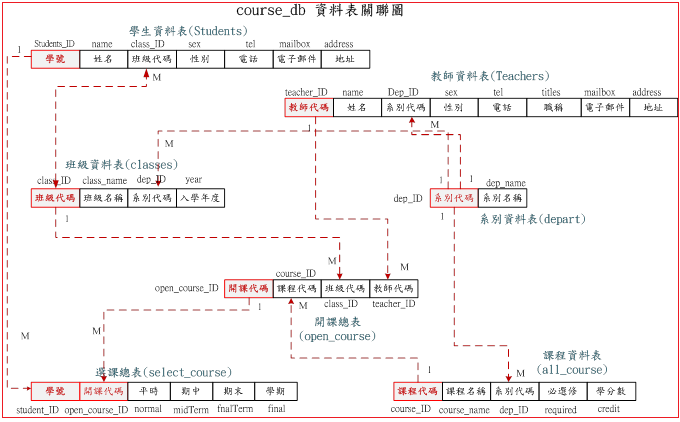 course_db 資料表關聯圖
學生資料表(Students)
1 Students_ID name class_ID sex tel mailbox address
學號 姓名 班級代碼 性別 電話 電子郵件 地址
M
教師資料表(Teachers)
teacher_ID name Dep_ID sex tel titles mailbox address
教師代碼 姓名 系別代碼 性別 電話 職稱 電子郵件 地址
M M
班級資料表(classes)
class_ID class_name dep_ID year
班級代碼 班級名稱 系別代碼 入學年度
1
1 1 dep_name
dep_ID 系別代碼 系別名稱
1
系別資料表(depart)
M M
course_ID
open_course_ID 開課代碼 課程代碼 班級代碼 教師代碼
1 M class_ID teacher_ID
開課總表
(open_course)
M M
選課總表(select_course)
學號 開課代碼 平時 期中 期末 學期
student_ID open_course_ID normal midTerm fnalTerm final
課程資料表
(all_course)
1 M
課程代碼 課程名稱 系別代碼 必選修 學分數
course_ID course_name dep_ID required credit